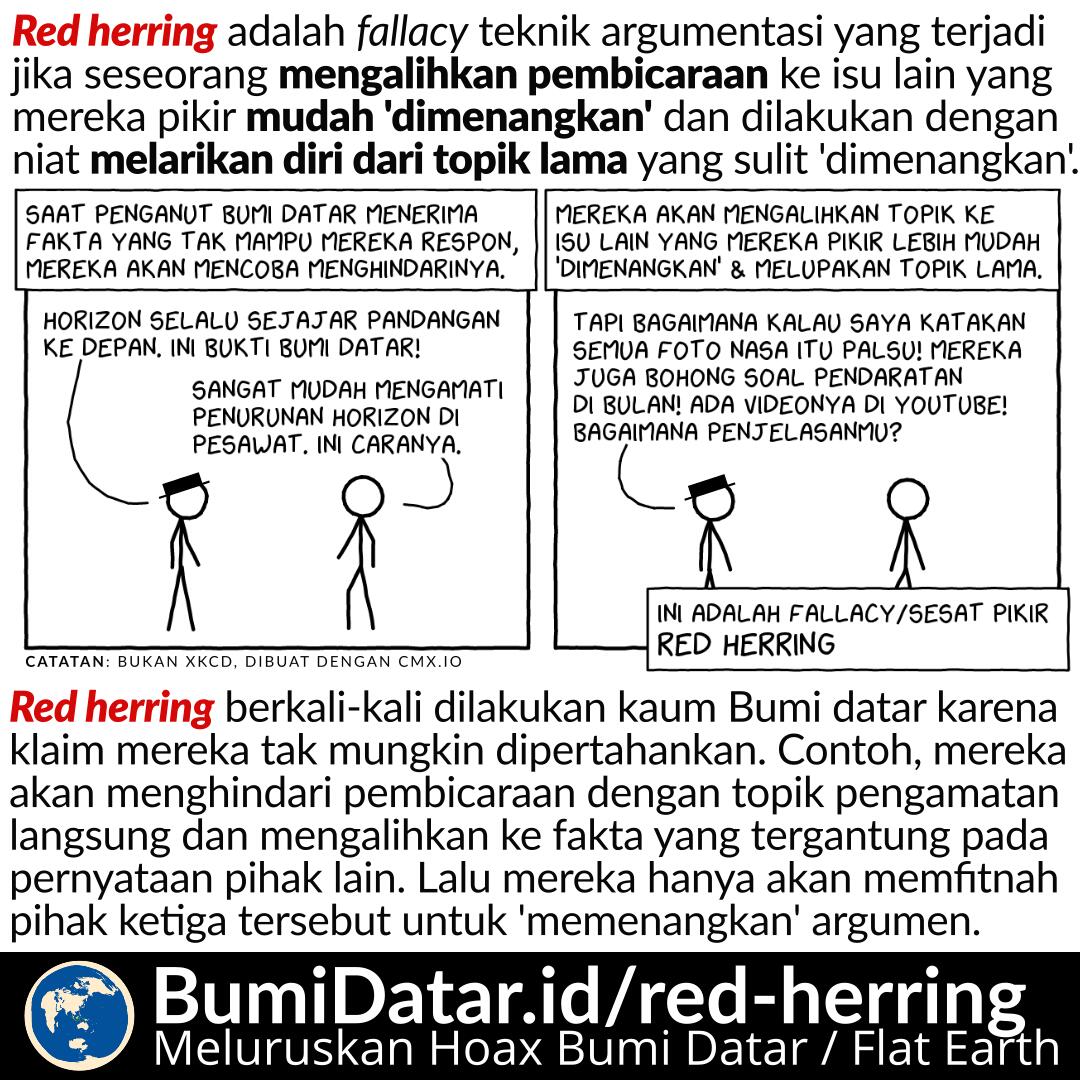 Red herring adalah fallacy teknik argumentasi yang terjadi
jika seseorang mengalihkan pembicaraan ke isu lain yang
mereka pikir mudah 'dimenangkan' dan dilakukan dengan
niat melarikan diri dari topik lama yang sulit 'dimenangkan'.
SAAT PENGANUT BUMI DATAR MENERIMA
FAKTA YANG TAK MAMPU MEREKA RESPON,
MEREKA AKAN MENCOBA MENGHINDARINYA.
HORIZON SELALU SEJAJAR PANDANGAN
KE DEPAN. INI BUKTI BUMI DATAR!
SANGAT MUDAH MENGAMATI
PENURUNAN HORIZON DI
PESAWAT. INI CARANYA.
MEREKA AKAN MENGALIHKAN TOPIK KE
ISU LAIN YANG MEREKA PIKIR LEBIH MUDAH
'DIMENANGKAN' & MELUPAKAN TOPIK LAMA.
TAPI BAGAIMANA KALAU SAYA KATAKAN
SEMUA FOTO NASA ITU PALSU! MEREKA
JUGA BOHONG SOAL PENDARATAN
DI BULAN! ADA VIDEONYA DI YOUTUBE!
BAGAIMANA PENJELASANMU?
INI ADALAH FALLACY/SESAT PIKIR
RED HERRING
CATATAN: BUKAN XKCD, DIBUAT DENGAN CMX.IO
Red herring berkali-kali dilakukan kaum Bumi datar karena
klaim mereka tak mungkin dipertahankan. Contoh, mereka
akan menghindari pembicaraan dengan topik pengamatan
langsung dan mengalihkan ke fakta yang tergantung pada
pernyataan pihak lain. Lalu mereka hanya akan memfitnah
pihak ketiga tersebut untuk 'memenangkan' argumen.
BumiDatar.id/red-herring
Meluruskan Hoax Bumi Datar / Flat Earth